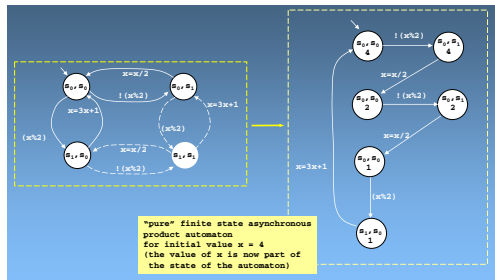 x=x/2
s0,s0
s0,s1
!(x%2)
x=3x+1
(x%2)
x=3x+1
(x%2)
x=x/2
s1,s0
s1,s1
!(x%2)
s0,s0
4
!(x%2)
s0,s1
4
x=x/2
s0,s0
2
!(x%2)
s0,s1
2
x=x/2
s0,s0
1
x=3x+1
(x%2)
s1,s0
1
"pure" finite state asynchronous
product automaton
for initial value x = 4
(the value of x is now part of
the state of the automaton)